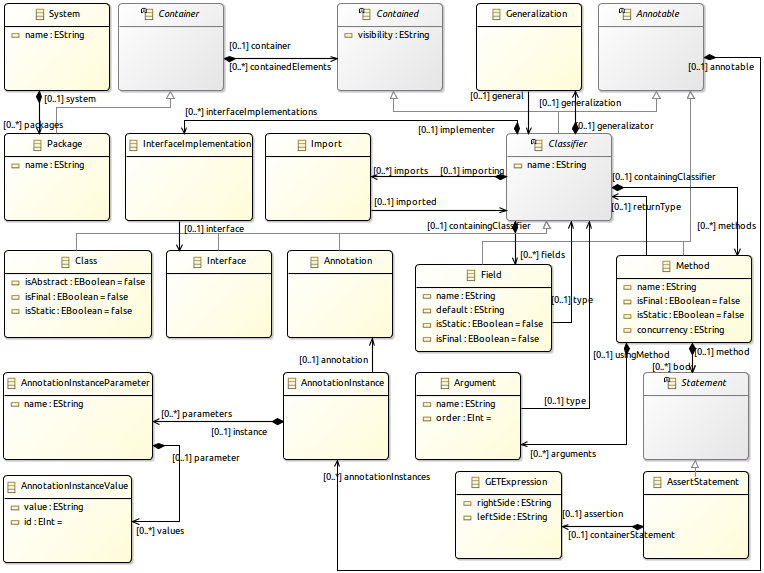 System
name : EString
Container
Contained
visibility : EString
Generalization
Annotable
[0..1] container
[0..*] containedElements
[0..1] annotable
[0..1] system
[0..*] packages
[0..*] interfaceImplementations
[0..1] general
[0..1] generalization
[0..1] implementer
[0..1] generalizator
Package
name : EString
InterfaceImplementation
Import
Classifier
name : EString
[0..*] imports
[0..1] importing
[0..1] imported
[0..1] containingClassifier
[0..1] returnType
[0..1] interface
[0..1] containingClassifier
[0..*] methods
[0..*] fields
Class
isAbstract : EBoolean = false
isFinal : EBoolean = false
isStatic : EBoolean = false
Interface
Annotation
Field
name : EString
default : EString
isStatic : EBoolean = false
isFinal : EBoolean = false
[0..1] type
Method
name : EString
isFinal : EBoolean = false
isStatic : EBoolean = false
concurrency : EString
[0..1] annotation
[0..1] usingMethod
[0..1] method
[0..*] body
AnnotationInstanceParameter
name : EString
AnnotationInstance
Argument
name : EString
order : EInt =
Statement
[0..*] parameters
[0..1] instance
[0..1] type
[0..1] parameter
[0..*] arguments
[0..*] annotationInstances
AnnotationInstanceValue
value : EString
id : EInt =
[0..*] values
GETExpression
rightSide : EString
leftSide : EString
AssertStatement
[0..1] assertion
[0..1] containerStatement